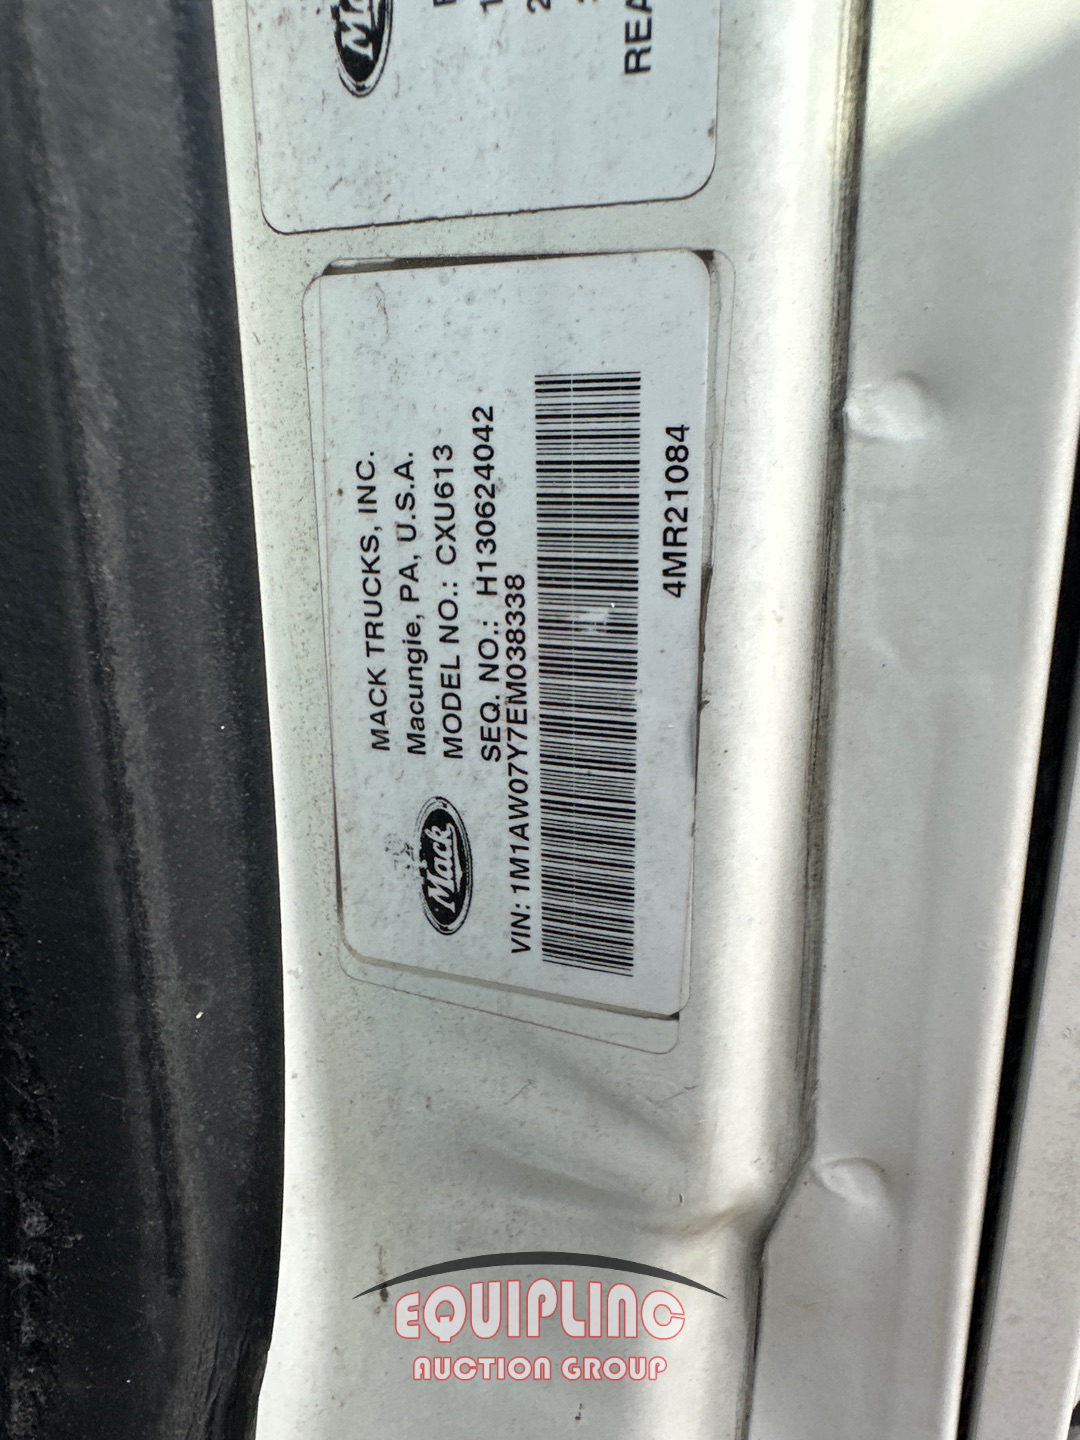 Mack
REA
Mack
MACK TRUCKS, INC.
Macungie, PA, U.S.A.
MODEL NO.: CXU613
SEQ. NO.: H130624042
VIN: 1M1AW07Y7EM038338
4MR21084
EQUIPLINC
AUCTION GROUP